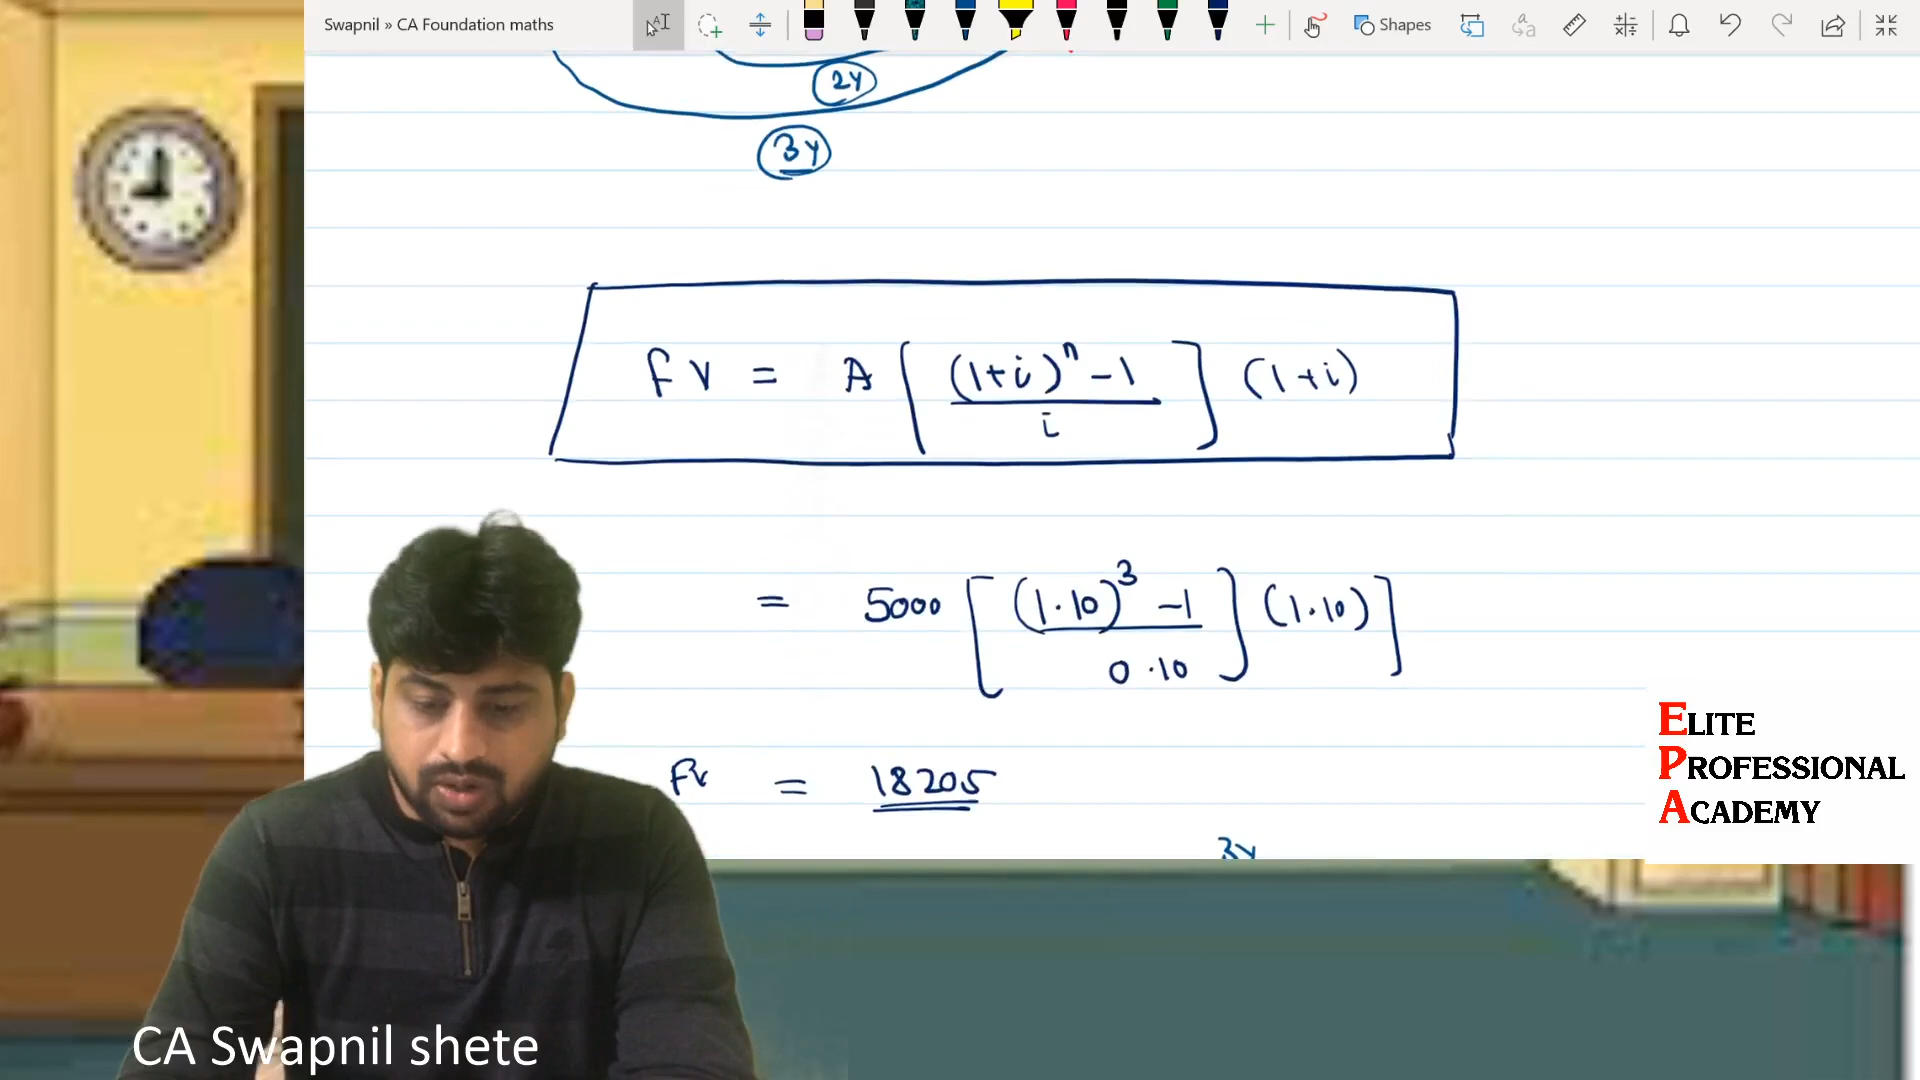 Swapnil » CA Foundation maths
Shapes
2Y
3Y
FV = A [ (1+i)^n - 1 / i ] (1+i)
= 5000 [ (1.10)^3 - 1 / 0.10 ] (1.10) ]
FV = 18205
3Y
ELITE
PROFESSIONAL
ACADEMY
CA Swapnil shete